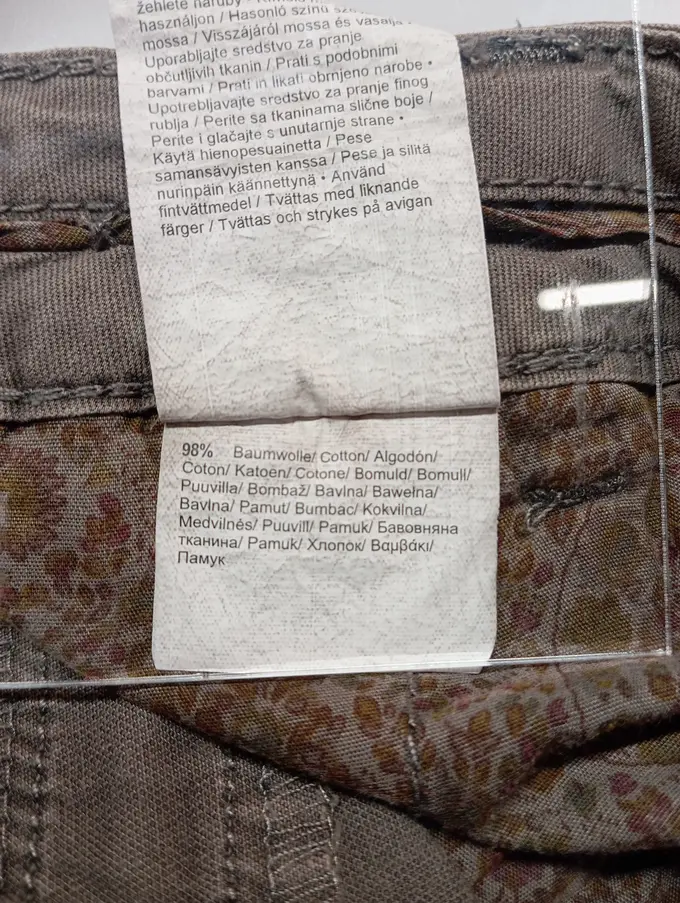 használjon / Hasonló színű
mossa / Visszájáról mossa és vasalja
Uporabljajte sredstvo za pranje
občutljivih tkanin / Prati s podobnimi
barvami / Prati in likati obrnjeno narobe •
Upotrebljavajte sredstvo za pranje finog
rublja / Perite sa tkaninama slične boje /
Perite i glačajte s unutarnje strane •
Käytä hienopesuainetta / Pese
samansävyisten kanssa / Pese ja silitä
nurinpäin käännettynä • Använd
fintvättmedel / Tvättas med liknande
färger / Tvättas och strykes på avigan
98% Baumwolle/ Cotton/ Algodón/
Coton/ Katoen/ Cotone/ Bomuld/ Bomull/
Puuvilla/ Bombaž/ Bavlna/ Bawełna/
Bavlna/ Pamut/ Bumbac/ Kokvilna/
Medvilnės/ Puuvill/ Pamuk/ Бавовняна
тканина/ Pamuk/ Хлопок/ Βαμβάκι/
Памук